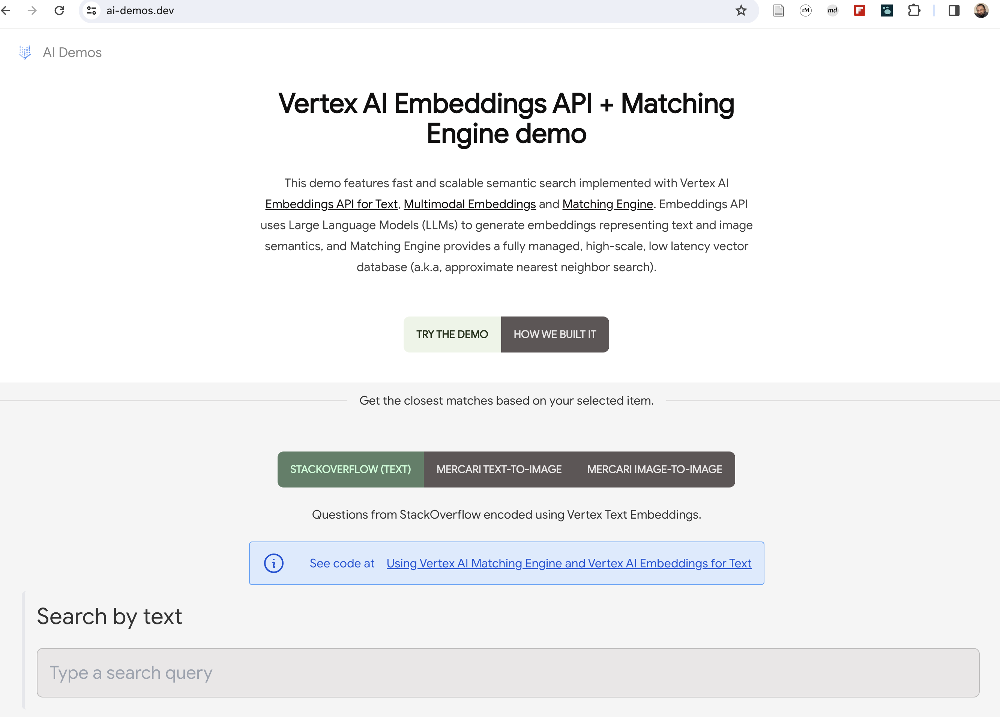 ai-demos.dev
rM
md
AI Demos
Vertex AI Embeddings API + Matching
Engine demo
This demo features fast and scalable semantic search implemented with Vertex AI
Embeddings API for Text, Multimodal Embeddings and Matching Engine. Embeddings API
uses Large Language Models (LLMs) to generate embeddings representing text and image
semantics, and Matching Engine provides a fully managed, high-scale, low latency vector
database (a.k.a, approximate nearest neighbor search).
TRY THE DEMO HOW WE BUILT IT
Get the closest matches based on your selected item.
STACKOVERFLOW (TEXT) MERCARI TEXT-TO-IMAGE MERCARI IMAGE-TO-IMAGE
Questions from StackOverflow encoded using Vertex Text Embeddings.
See code at Using Vertex AI Matching Engine and Vertex AI Embeddings for Text
Search by text
Type a search query